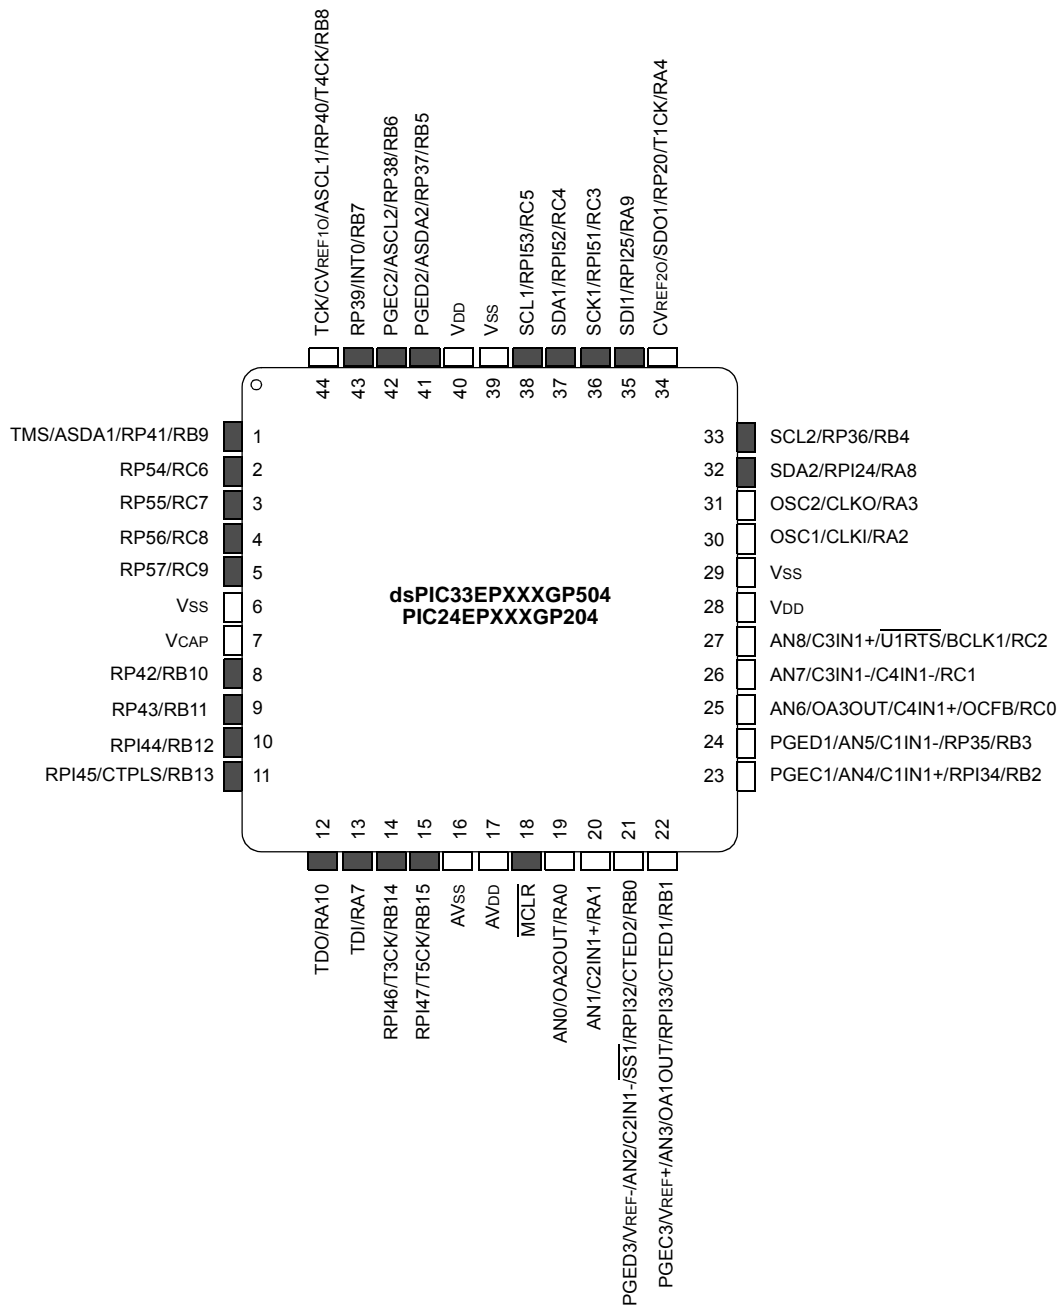 TCK/CVREF1O/ASCL1/RP40/T4CK/RB8
RP39/INT0/RB7
PGEC2/ASCL2/RP38/RB6
PGED2/ASDA2/RP37/RB5
VDD
VSS
SCL1/RPI53/RC5
SDA1/RPI52/RC4
SCK1/RPI51/RC3
SDI1/RPI25/RA9
CVREF2O/SDO1/RP20/T1CK/RA4
44
43
42
41
40
39
38
37
36
35
34
TMS/ASDA1/RP41/RB9 1
RP54/RC6 2
RP55/RC7 3
RP56/RC8 4
RP57/RC9 5
VSS 6
VCAP 7
RP42/RB10 8
RP43/RB11 9
RPI44/RB12 10
RPI45/CTPLS/RB13 11
dsPIC33EPXXXGP504
PIC24EPXXXGP204
33 SCL2/RP36/RB4
32 SDA2/RPI24/RA8
31 OSC2/CLKO/RA3
30 OSC1/CLKI/RA2
29 VSS
28 VDD
27 AN8/C3IN1+/U1RTS/BCLK1/RC2
26 AN7/C3IN1-/C4IN1-/RC1
25 AN6/OA3OUT/C4IN1+/OCFB/RC0
24 PGED1/AN5/C1IN1-/RP35/RB3
23 PGEC1/AN4/C1IN1+/RPI34/RB2
12
13
14
15
16
17
18
19
20
21
22
TDO/RA10
TDI/RA7
RPI46/T3CK/RB14
RPI47/T5CK/RB15
AVSS
AVDD
MCLR
AN0/OA2OUT/RA0
AN1/C2IN1+/RA1
PGED3/VREF-/AN2/C2IN1-/SS1/RPI32/CTED2/RB0
PGEC3/VREF+/AN3/OA1OUT/RPI33/CTED1/RB1